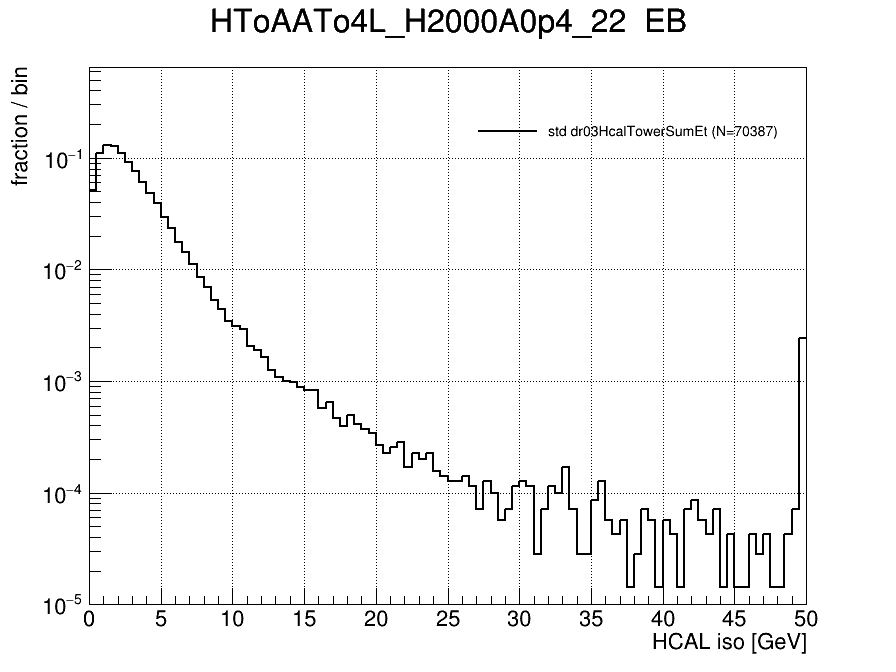 HToAATo4L_H2000A0p4_22 EB
fraction / bin
std dr03HcalTowerSumEt (N=70387)
10⁻¹
10⁻²
10⁻³
10⁻⁴
10⁻⁵
0 5 10 15 20 25 30 35 40 45 50
HCAL iso [GeV]